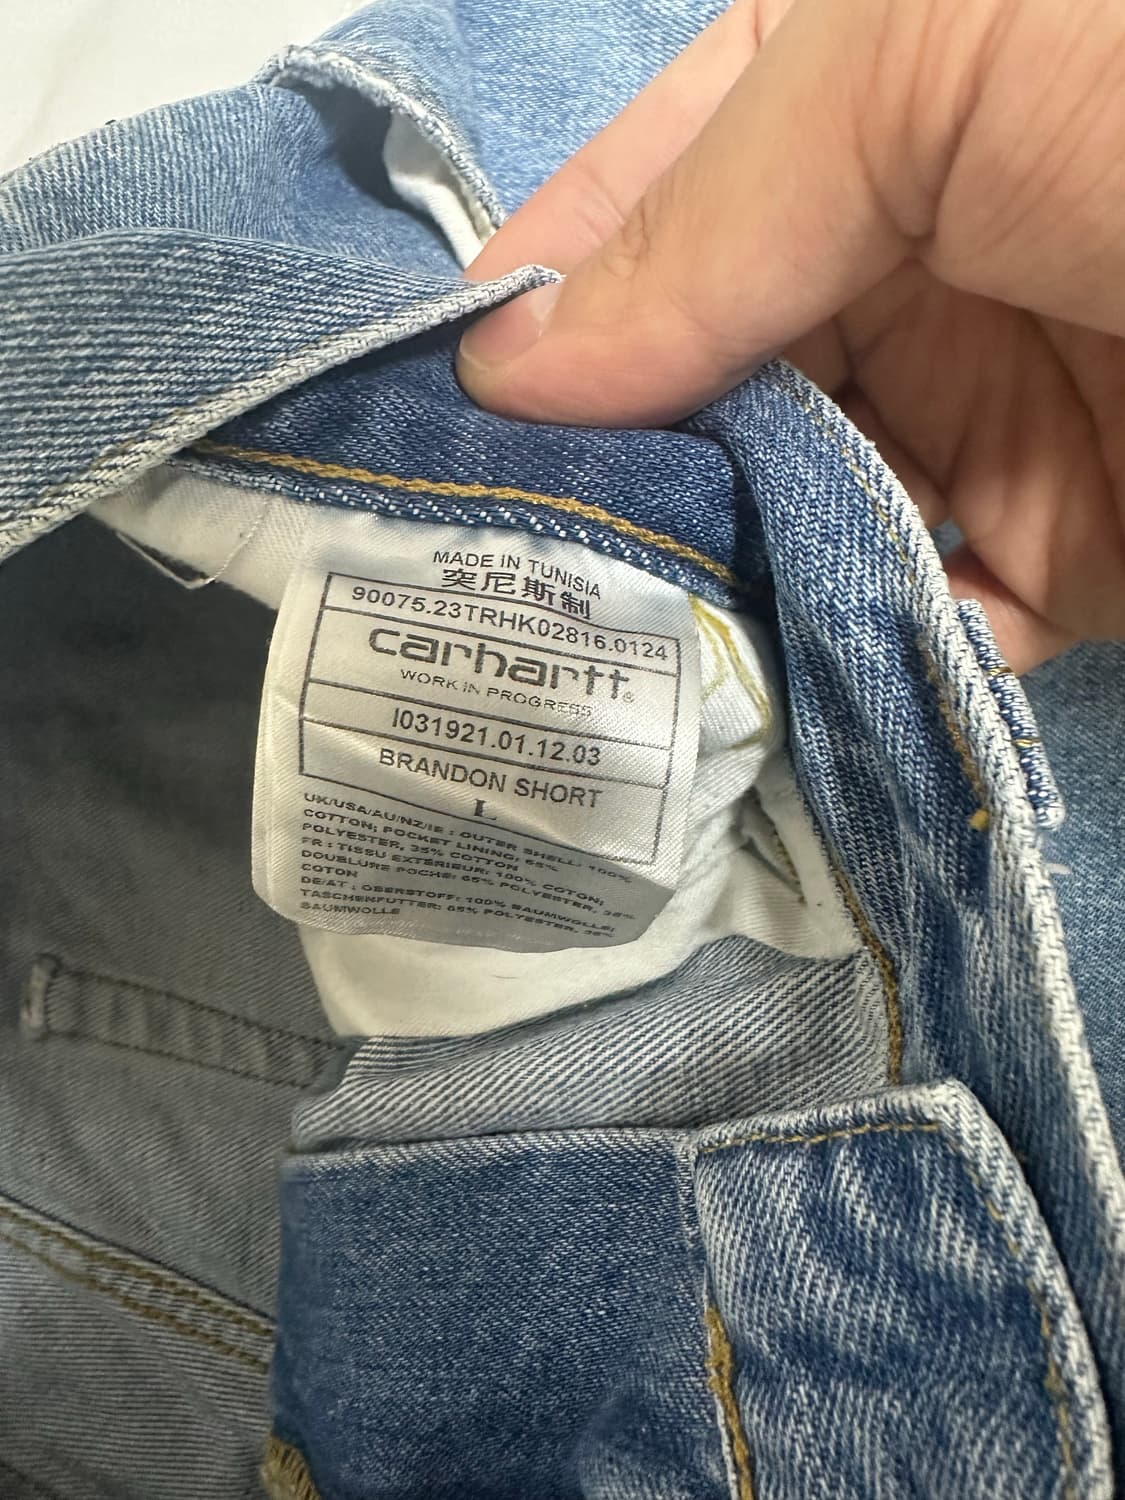 MADE IN TUNISIA
突尼斯制
90075.23TRHK02816.0124
carhartt®
WORK IN PROGRESS
I031921.01.12.03
BRANDON SHORT
L
UK/USA/AU/NZ/IE : OUTER SHELL: 100%
COTTON; POCKET LINING: 65%
POLYESTER, 35% COTTON
FR : TISSU EXTERIEUR: 100% COTON;
DOUBLURE POCHE: 65% POLYESTER, 35%
COTON
DE/AT : OBERSTOFF: 100% BAUMWOLLE;
TASCHENFUTTER: 65% POLYESTER, 35%
BAUMWOLLE